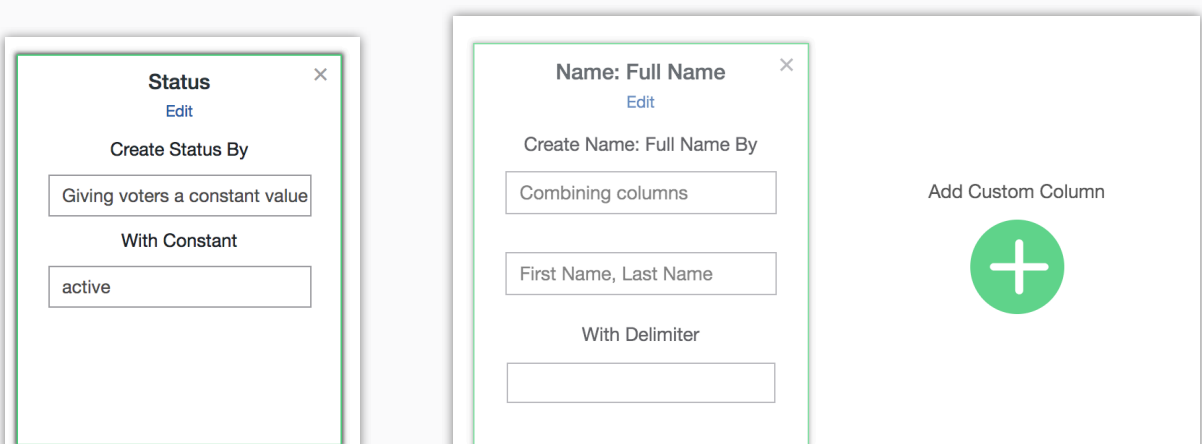 Status
Edit
Create Status By
Giving voters a constant value
With Constant
active
Name: Full Name
Edit
Create Name: Full Name By
Combining columns
First Name, Last Name
With Delimiter
Add Custom Column